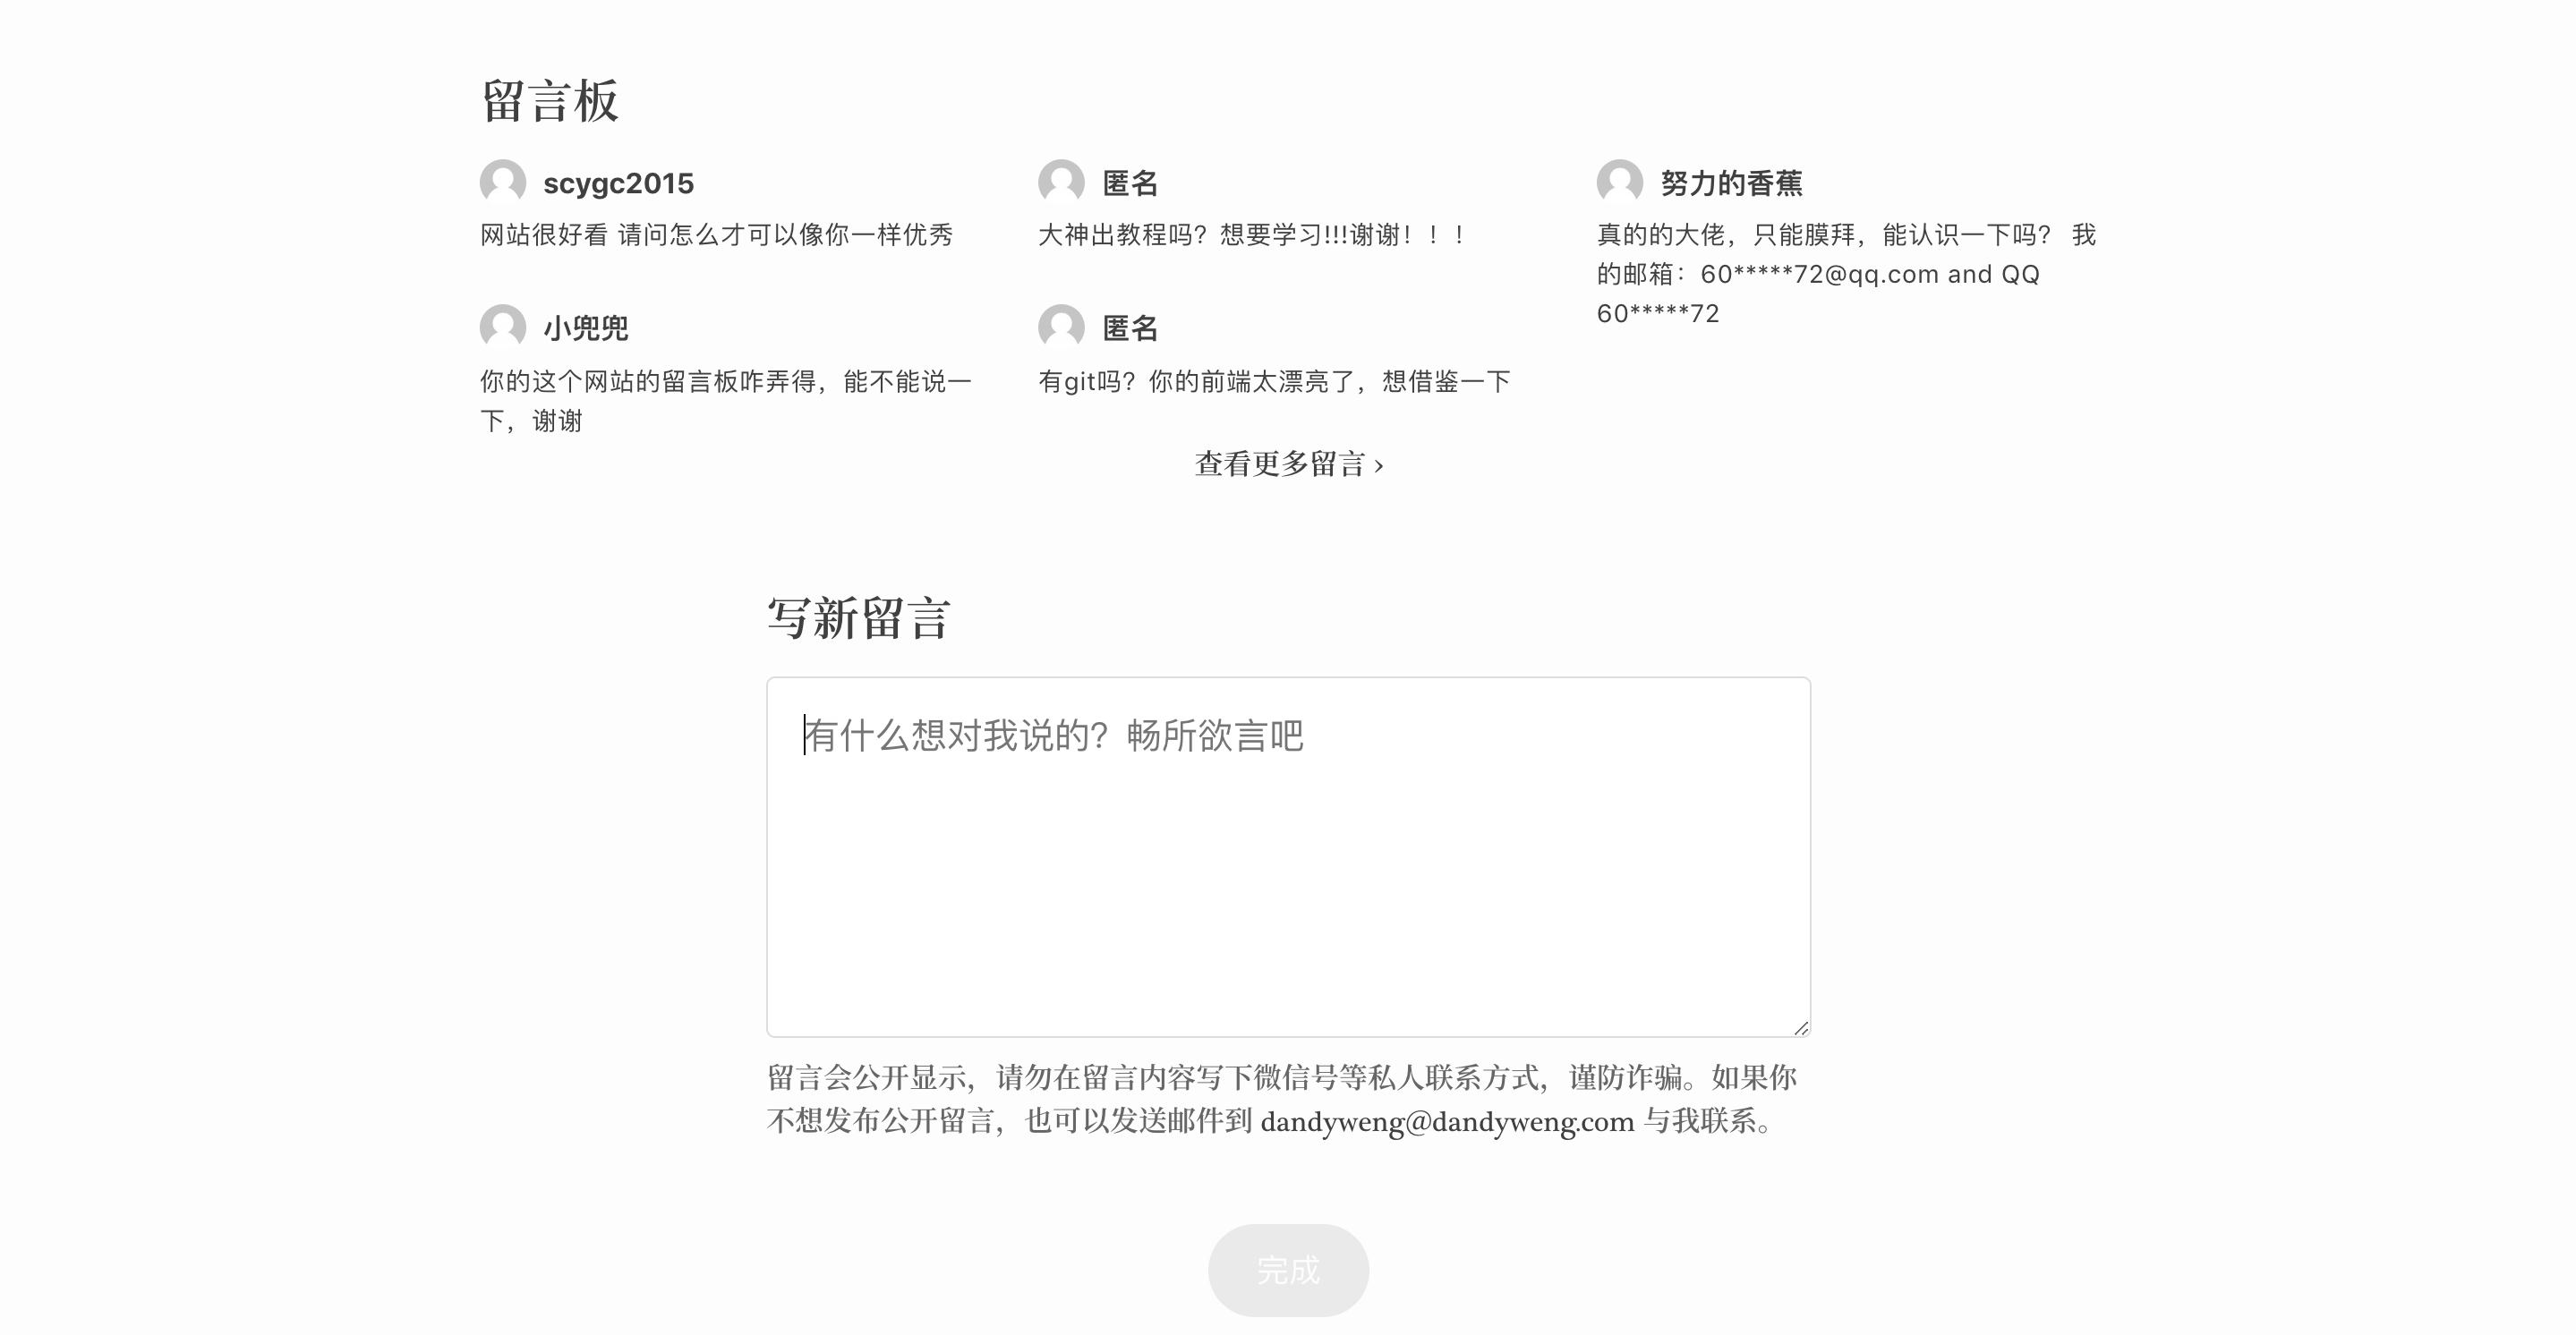 留言板
scygc2015
网站很好看 请问怎么才可以像你一样优秀
匿名
大神出教程吗？想要学习!!!谢谢！！！
努力的香蕉
真的的大佬，只能膜拜，能认识一下吗？ 我
的邮箱：60*****72@qq.com and QQ
60*****72
小兜兜
你的这个网站的留言板咋弄得，能不能说一
下，谢谢
匿名
有git吗？你的前端太漂亮了，想借鉴一下
查看更多留言 ›
写新留言
有什么想对我说的？畅所欲言吧
留言会公开显示，请勿在留言内容写下微信号等私人联系方式，谨防诈骗。如果你
不想发布公开留言，也可以发送邮件到 dandyweng@dandyweng.com 与我联系。
完成